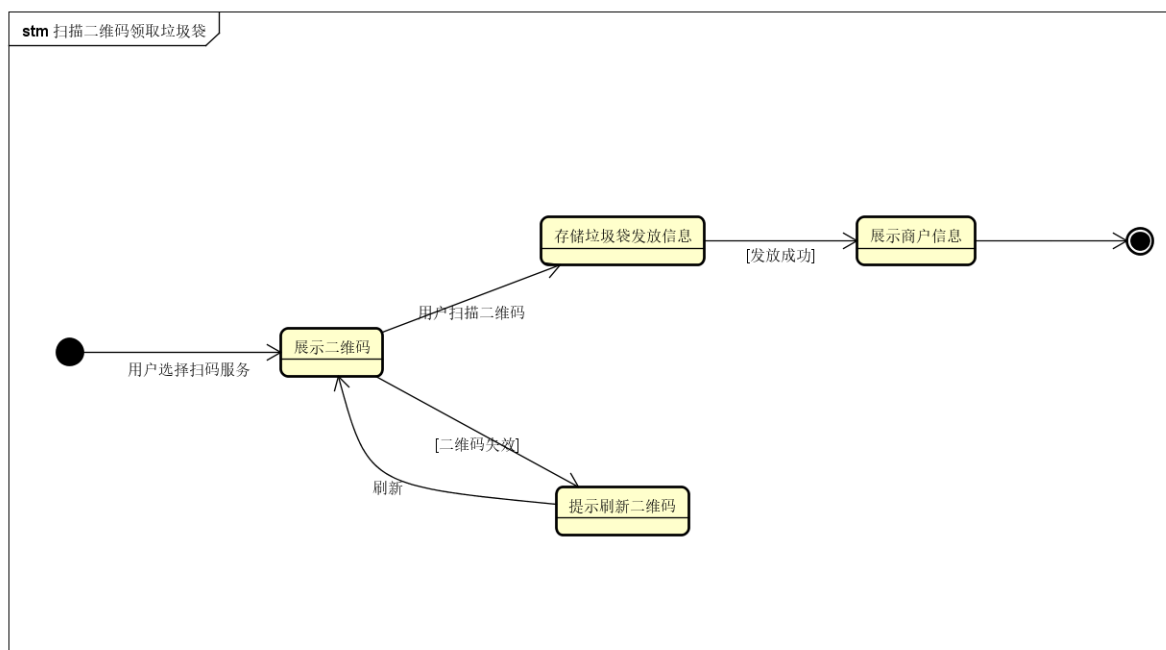 stm 扫描二维码领取垃圾袋
存储垃圾袋发放信息
[发放成功]
展示商户信息
用户扫描二维码
展示二维码
用户选择扫码服务
[二维码失效]
刷新
提示刷新二维码